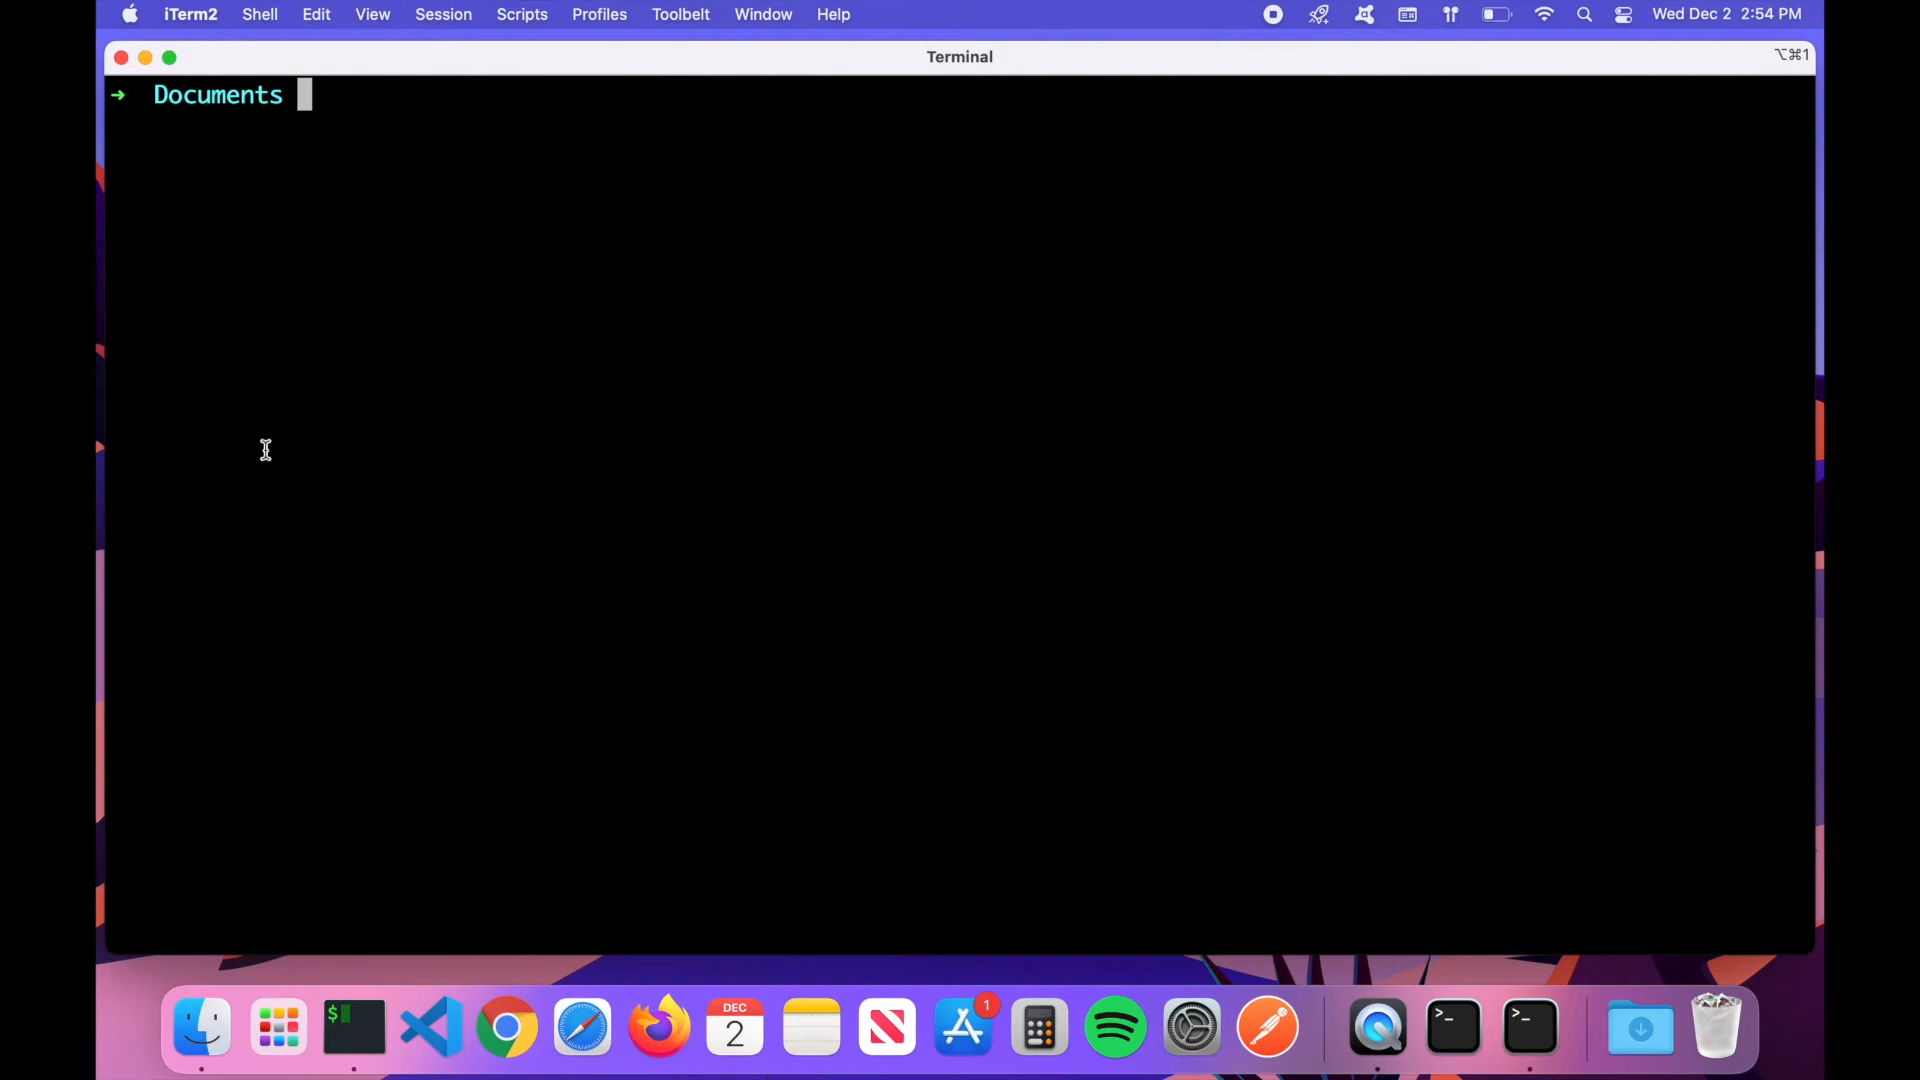 iTerm2 Shell Edit View Session Scripts Profiles Toolbelt Window Help Wed Dec 2 2:54 PM
Terminal ⌥⌘1
➜ Documents
$ DEC 2 1 >_ >_